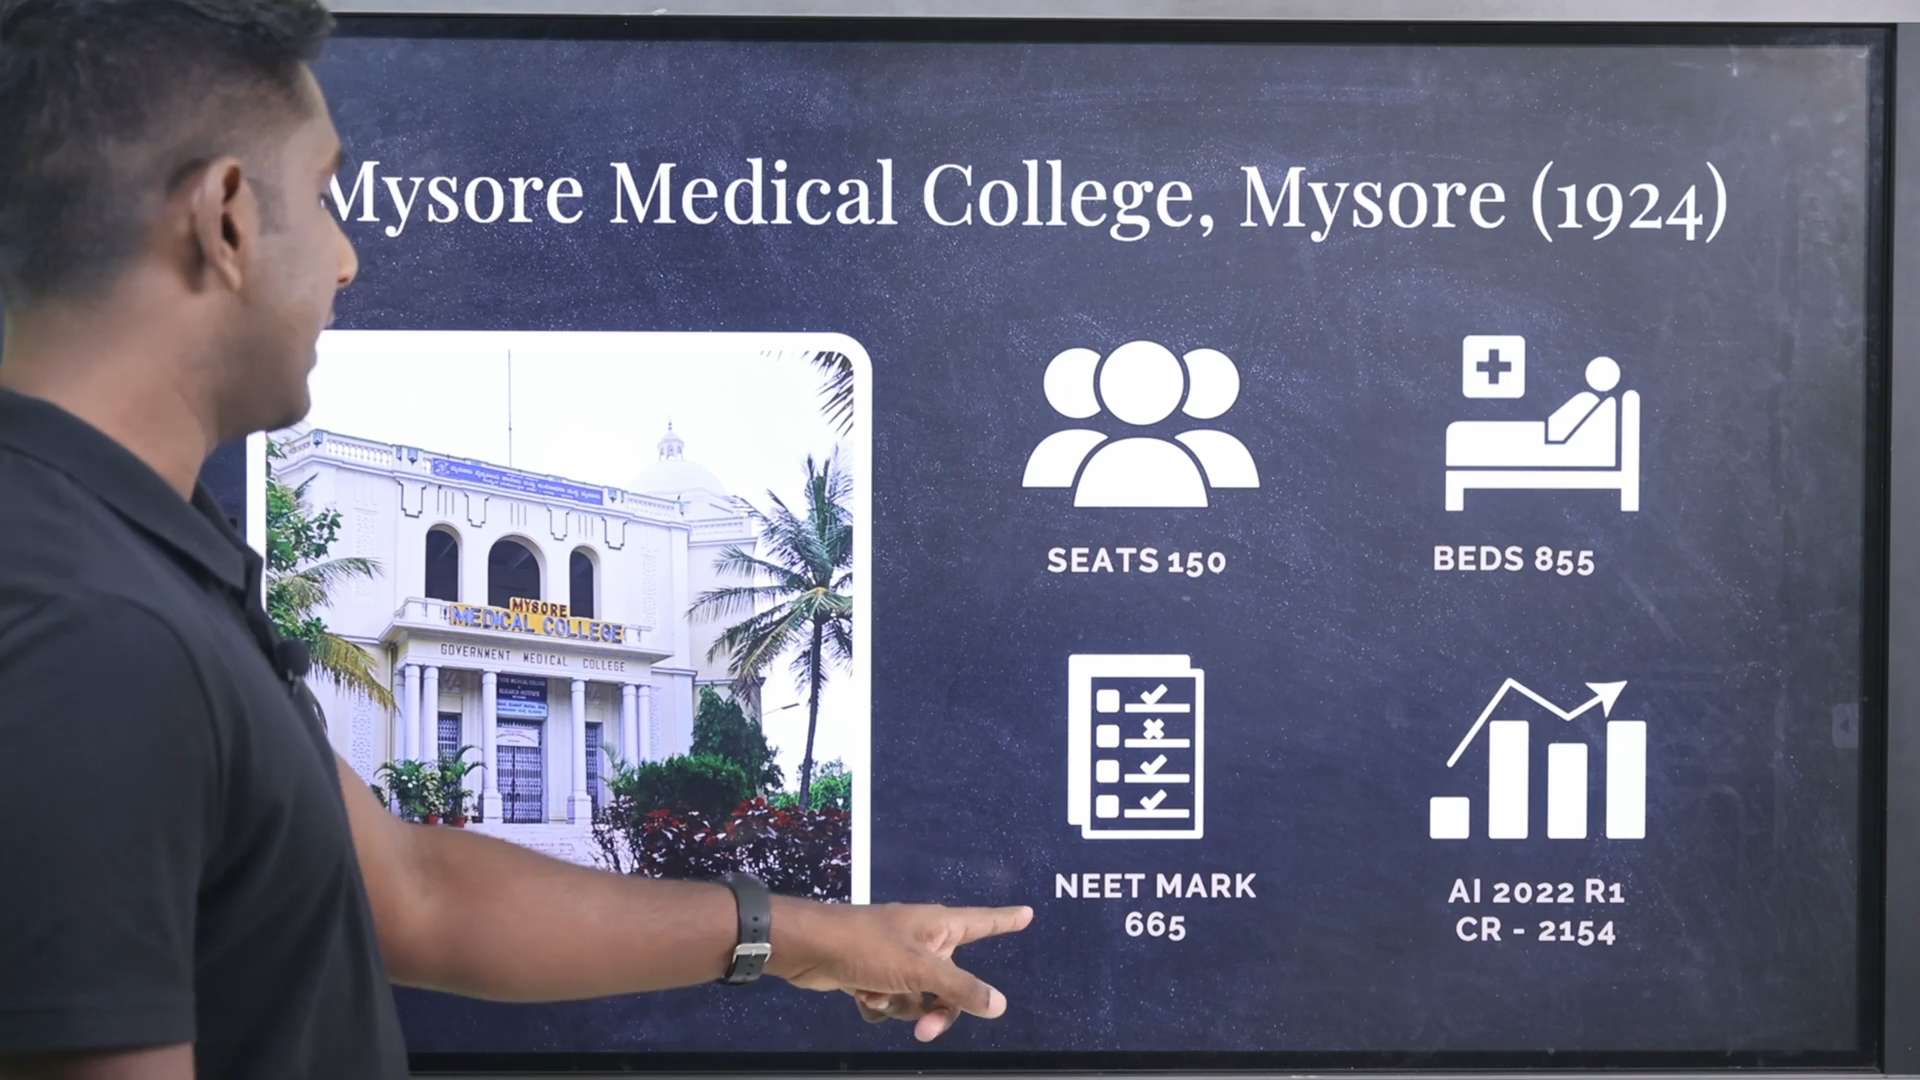 Mysore Medical College, Mysore (1924)
MYSORE
MEDICAL COLLEGE
GOVERNMENT MEDICAL COLLEGE
SEATS 150
BEDS 855
NEET MARK
665
AI 2022 R1
CR - 2154